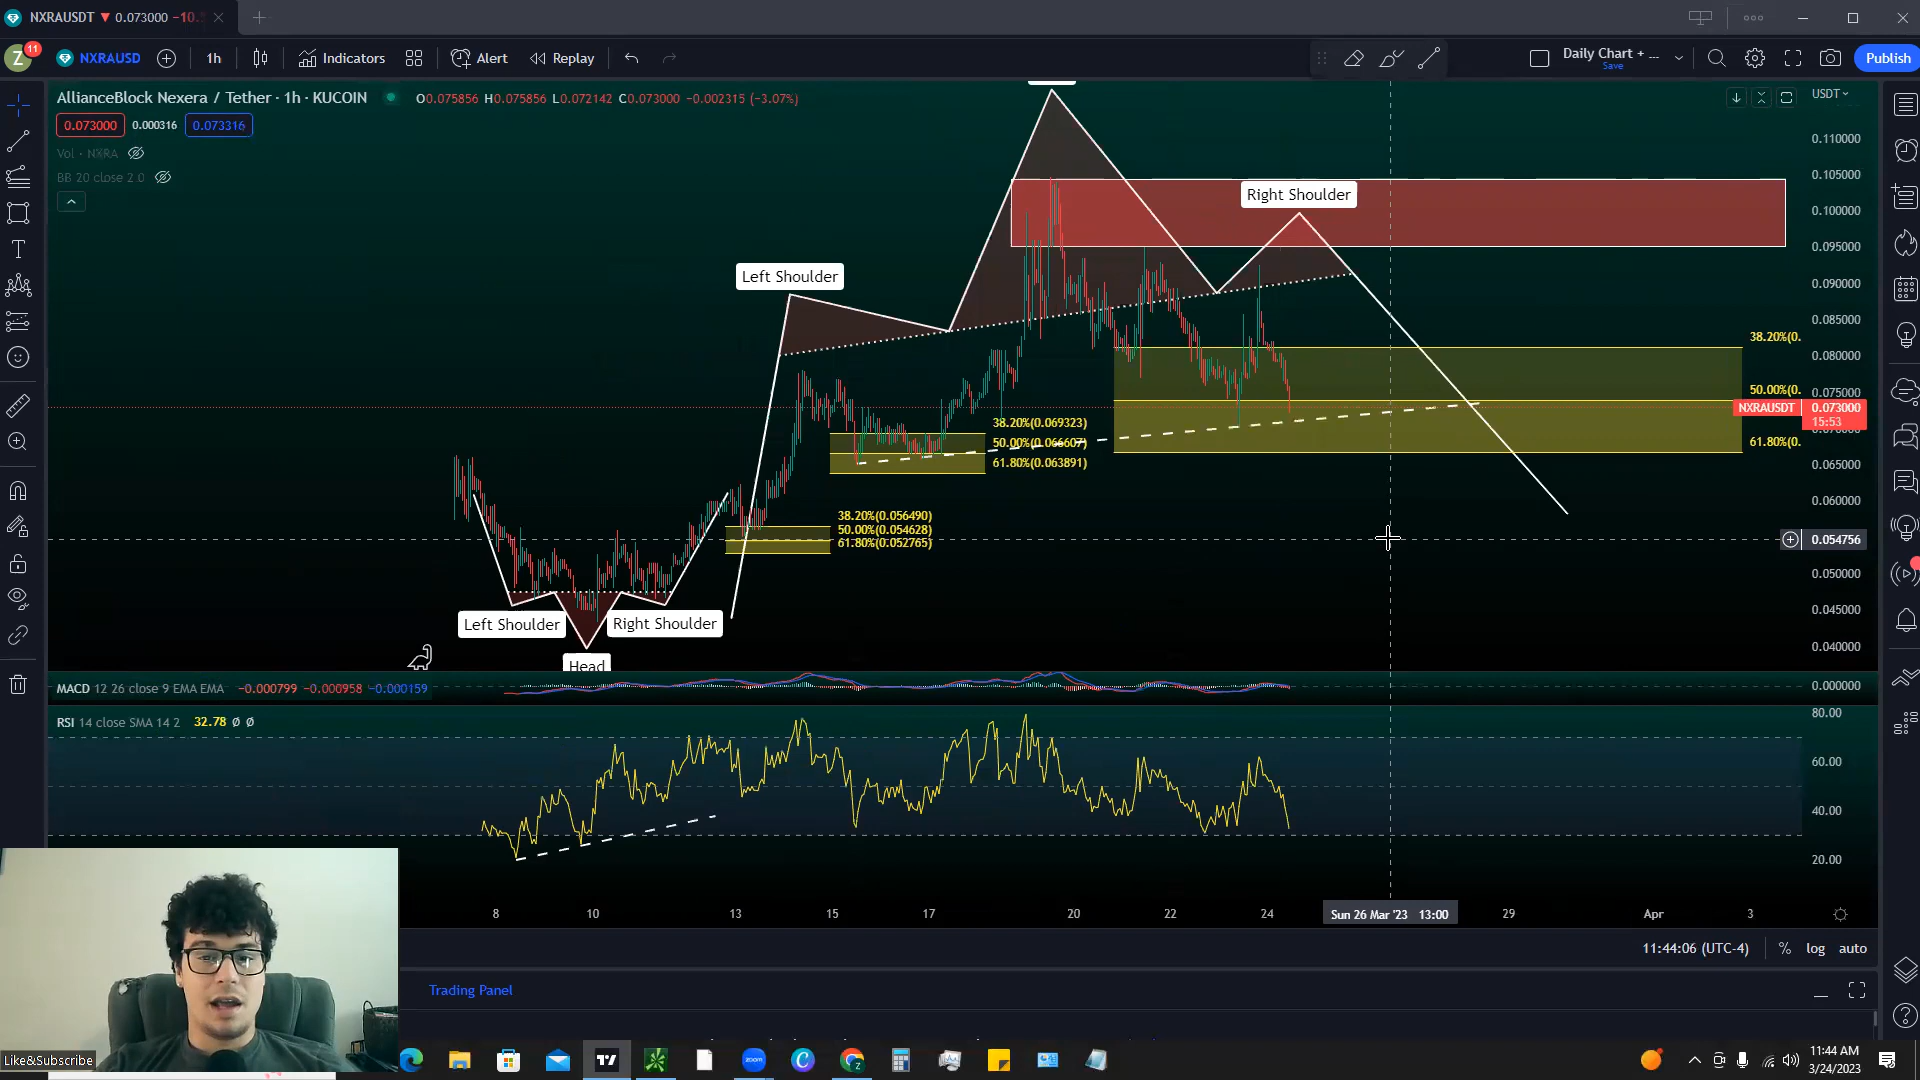 NXRAUSDT ▼ 0.073000 −10.
11
Z NXRAUSD 1h Indicators Alert Replay
Daily Chart + ...
Save
Publish
AllianceBlock Nexera / Tether · 1h · KUCOIN O0.075856 H0.075856 L0.072142 C0.073000 −0.002315 (−3.07%)
USDT
0.073000 0.000316 0.073316
Vol · NXRA
BB 20 close 2 0
0.110000
0.105000
0.100000
0.095000
0.090000
0.085000
0.080000
0.075000
NXRAUSDT 0.073000
15:53
0.070000
0.065000
0.060000
0.054756
0.050000
0.045000
0.040000
Right Shoulder
Left Shoulder
38.20%(0.
50.00%(0.
61.80%(0.
38.20%(0.069323)
50.00%(0.066607)
61.80%(0.063891)
38.20%(0.056490)
50.00%(0.054628)
61.80%(0.052765)
Left Shoulder
Right Shoulder
Head
MACD 12 26 close 9 EMA EMA −0.000799 −0.000958 −0.000159
0.000000
RSI 14 close SMA 14 2 32.78 Ø Ø
80.00
60.00
40.00
20.00
8 10 13 15 17 20 22 24 Sun 26 Mar '23 13:00 29 Apr 3
11:44:06 (UTC-4) % log auto
Trading Panel
Like&Subscribe
zoom
11:44 AM
3/24/2023